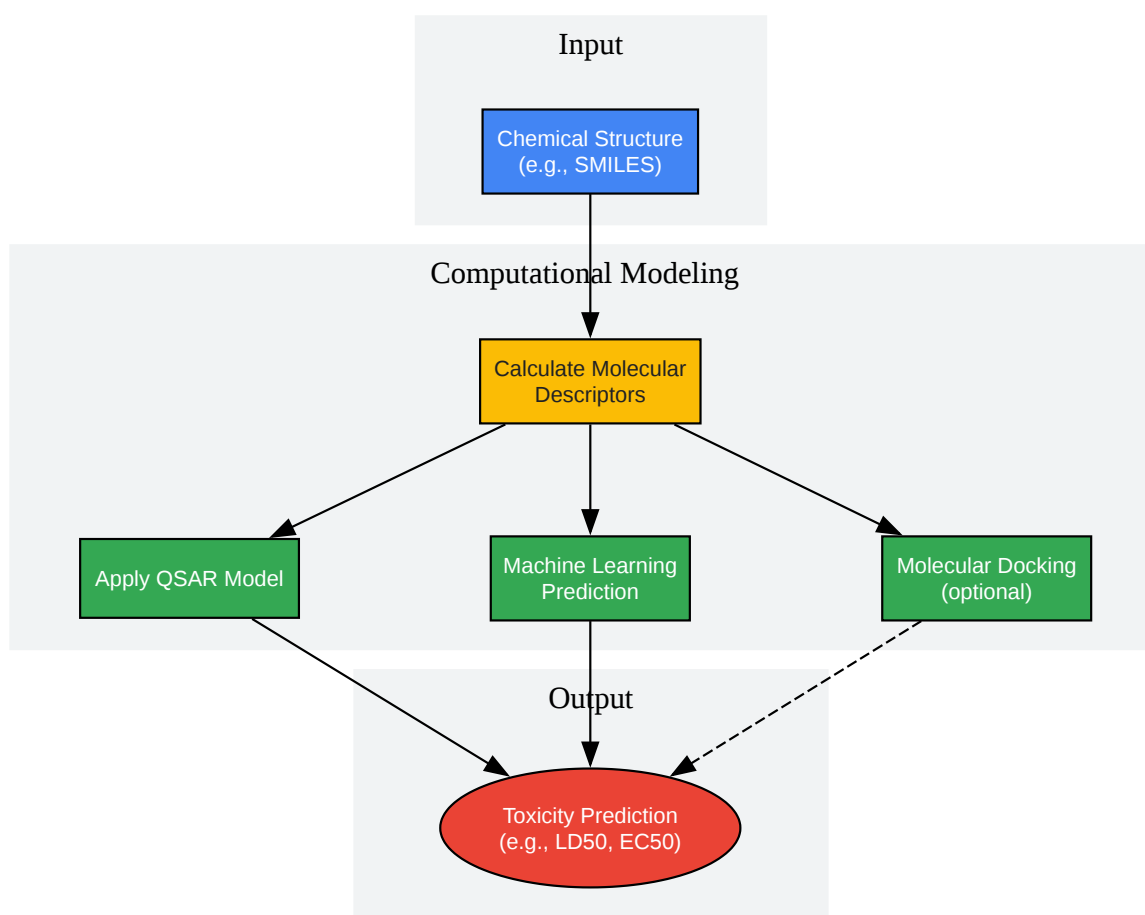 Input
Chemical Structure
(e.g., SMILES)
Computational Modeling
Calculate Molecular
Descriptors
Apply QSAR Model
Machine Learning
Prediction
Molecular Docking
(optional)
Output
Toxicity Prediction
(e.g., LD50, EC50)